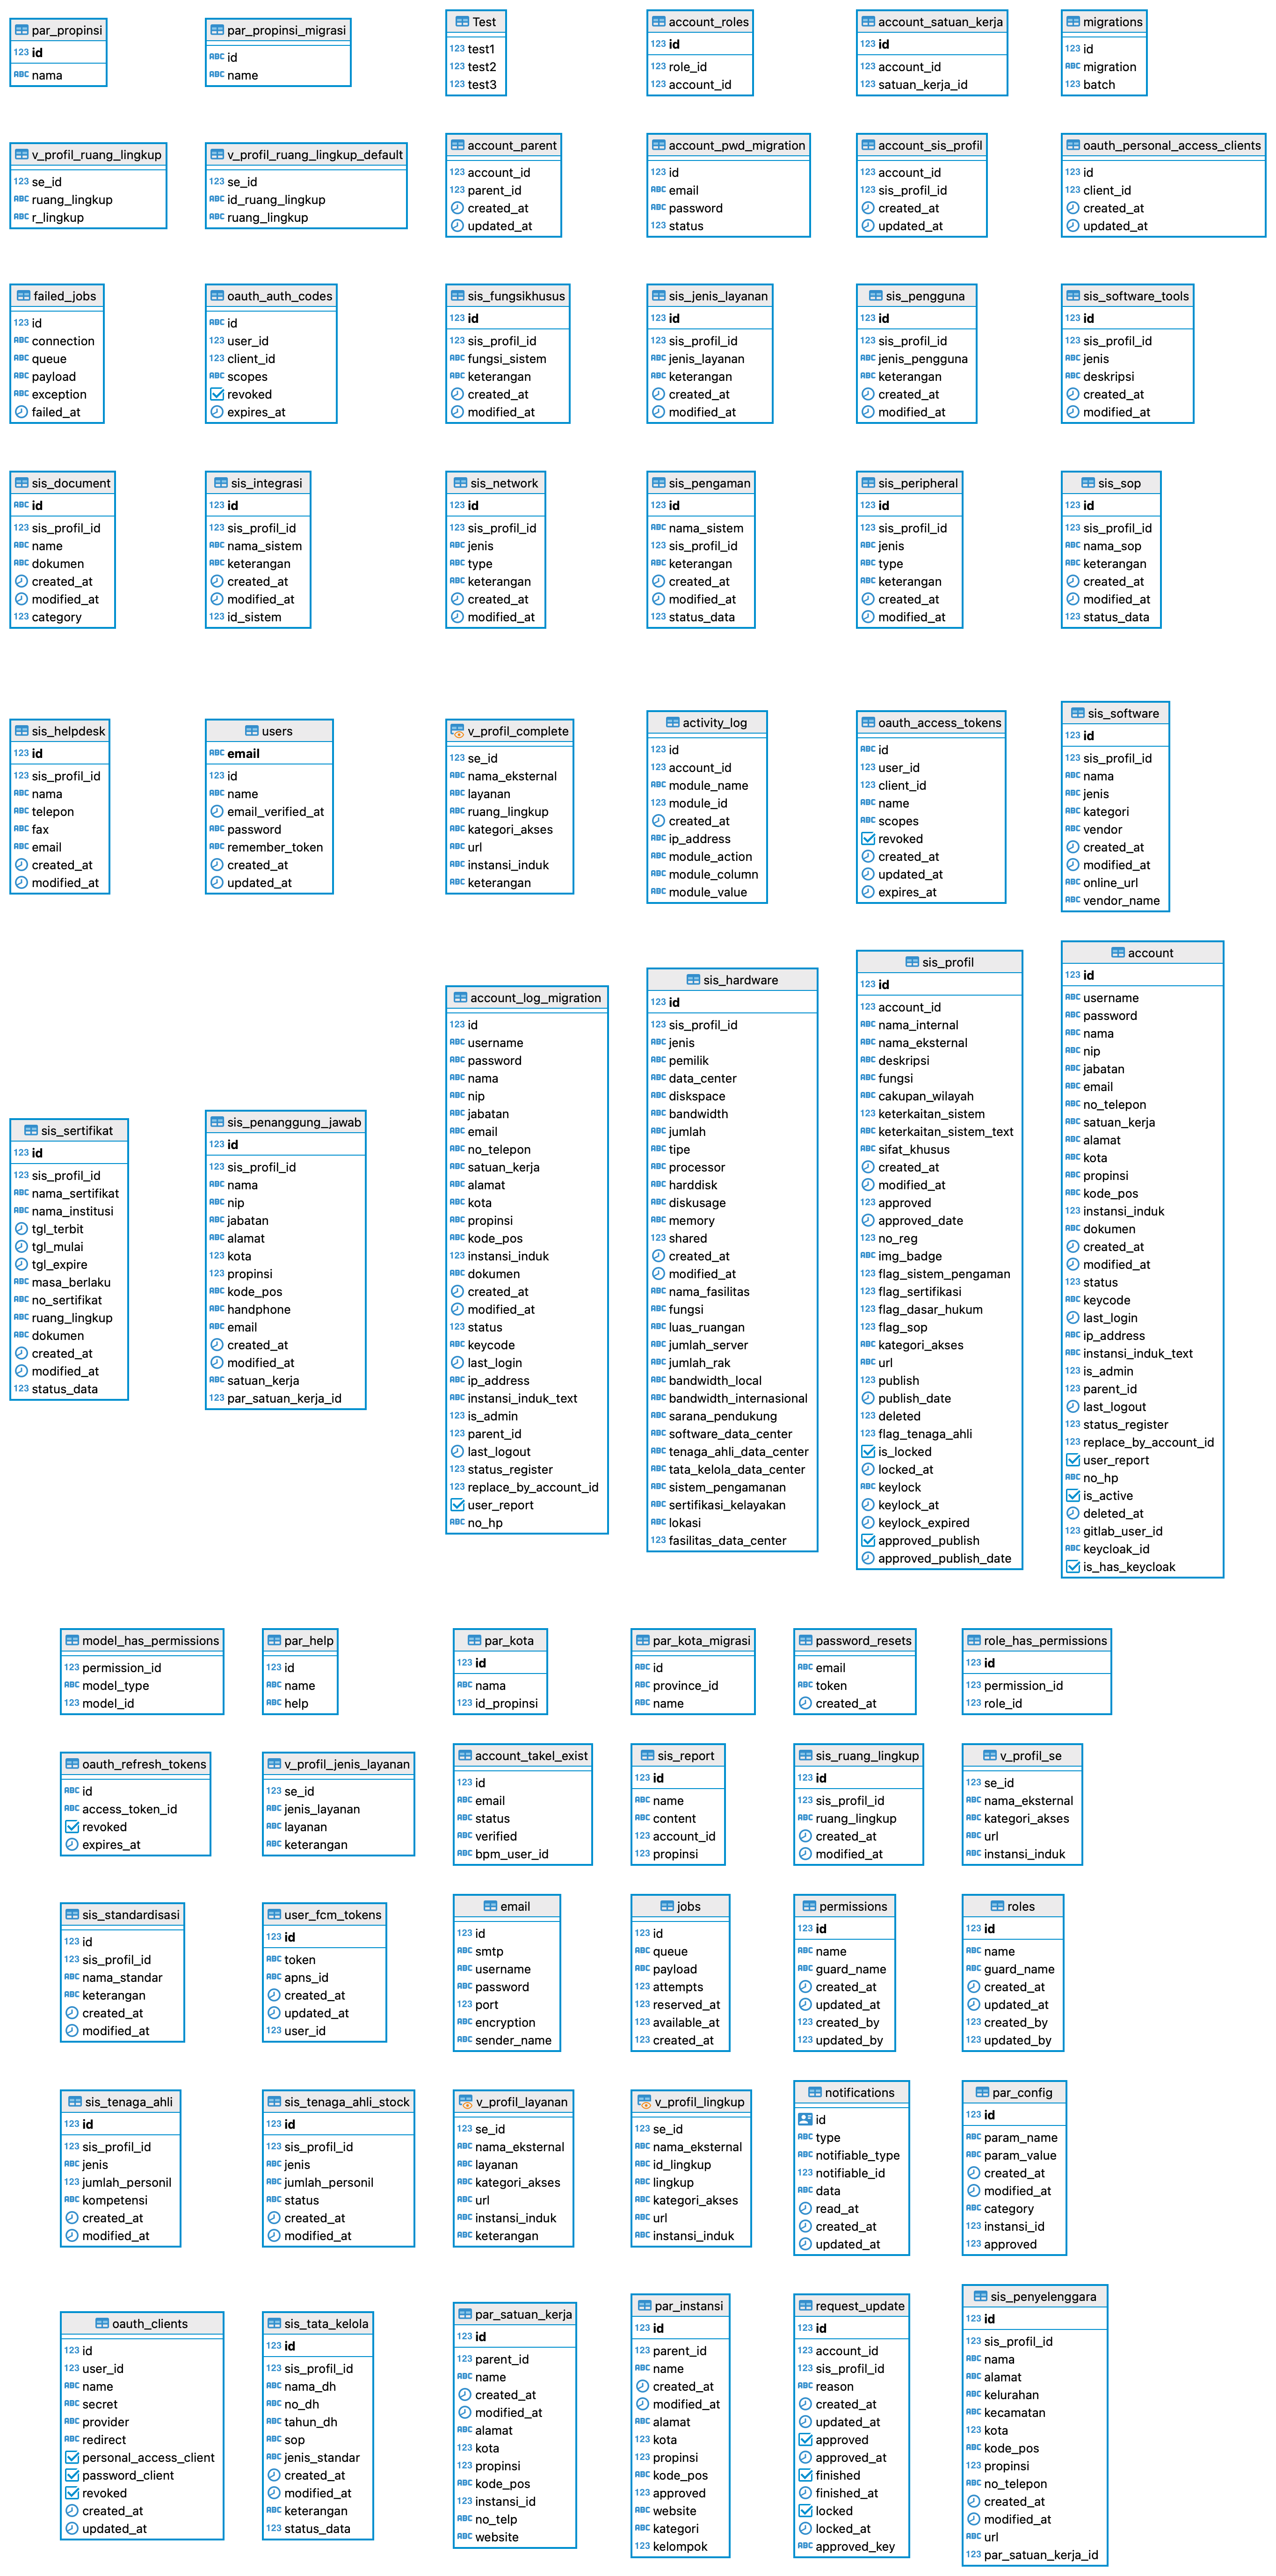 par_propinsi
123 id
ABC nama
par_propinsi_migrasi
ABC id
ABC name
Test
123 test1
123 test2
123 test3
account_roles
123 id
123 role_id
123 account_id
account_satuan_kerja
123 id
123 account_id
123 satuan_kerja_id
migrations
123 id
ABC migration
123 batch
v_profil_ruang_lingkup
123 se_id
ABC ruang_lingkup
ABC r_lingkup
v_profil_ruang_lingkup_default
123 se_id
ABC id_ruang_lingkup
ABC ruang_lingkup
account_parent
123 account_id
123 parent_id
created_at
updated_at
account_pwd_migration
123 id
ABC email
ABC password
123 status
account_sis_profil
123 account_id
123 sis_profil_id
created_at
updated_at
oauth_personal_access_clients
123 id
123 client_id
created_at
updated_at
failed_jobs
123 id
ABC connection
ABC queue
ABC payload
ABC exception
failed_at
oauth_auth_codes
ABC id
123 user_id
123 client_id
ABC scopes
revoked
expires_at
sis_fungsikhusus
123 id
123 sis_profil_id
ABC fungsi_sistem
ABC keterangan
created_at
modified_at
sis_jenis_layanan
123 id
123 sis_profil_id
ABC jenis_layanan
ABC keterangan
created_at
modified_at
sis_pengguna
123 id
123 sis_profil_id
ABC jenis_pengguna
ABC keterangan
created_at
modified_at
sis_software_tools
123 id
123 sis_profil_id
ABC jenis
ABC deskripsi
created_at
modified_at
sis_document
ABC id
123 sis_profil_id
ABC name
ABC dokumen
created_at
modified_at
123 category
sis_integrasi
123 id
123 sis_profil_id
ABC nama_sistem
ABC keterangan
created_at
modified_at
123 id_sistem
sis_network
123 id
123 sis_profil_id
ABC jenis
ABC type
ABC keterangan
created_at
modified_at
sis_pengaman
123 id
ABC nama_sistem
123 sis_profil_id
ABC keterangan
created_at
modified_at
123 status_data
sis_peripheral
123 id
123 sis_profil_id
ABC jenis
ABC type
ABC keterangan
created_at
modified_at
sis_sop
123 id
123 sis_profil_id
ABC nama_sop
ABC keterangan
created_at
modified_at
123 status_data
sis_helpdesk
123 id
123 sis_profil_id
ABC nama
ABC telepon
ABC fax
ABC email
created_at
modified_at
users
ABC email
123 id
ABC name
email_verified_at
ABC password
ABC remember_token
created_at
updated_at
v_profil_complete
123 se_id
ABC nama_eksternal
ABC layanan
ABC ruang_lingkup
ABC kategori_akses
ABC url
ABC instansi_induk
ABC keterangan
activity_log
123 id
123 account_id
ABC module_name
123 module_id
created_at
ABC ip_address
ABC module_action
ABC module_column
ABC module_value
oauth_access_tokens
ABC id
123 user_id
123 client_id
ABC name
ABC scopes
revoked
created_at
updated_at
expires_at
sis_software
123 id
123 sis_profil_id
ABC nama
ABC jenis
ABC kategori
ABC vendor
created_at
modified_at
ABC online_url
ABC vendor_name
sis_sertifikat
123 id
123 sis_profil_id
ABC nama_sertifikat
ABC nama_institusi
tgl_terbit
tgl_mulai
tgl_expire
ABC masa_berlaku
ABC no_sertifikat
ABC ruang_lingkup
ABC dokumen
created_at
modified_at
123 status_data
sis_penanggung_jawab
123 id
123 sis_profil_id
ABC nama
ABC nip
ABC jabatan
ABC alamat
123 kota
123 propinsi
ABC kode_pos
ABC handphone
ABC email
created_at
modified_at
ABC satuan_kerja
123 par_satuan_kerja_id
account_log_migration
123 id
ABC username
ABC password
ABC nama
ABC nip
ABC jabatan
ABC email
ABC no_telepon
ABC satuan_kerja
ABC alamat
ABC kota
ABC propinsi
ABC kode_pos
123 instansi_induk
ABC dokumen
created_at
modified_at
123 status
ABC keycode
last_login
ABC ip_address
ABC instansi_induk_text
123 is_admin
123 parent_id
last_logout
123 status_register
123 replace_by_account_id
user_report
ABC no_hp
sis_hardware
123 id
123 sis_profil_id
ABC jenis
ABC pemilik
ABC data_center
ABC diskspace
ABC bandwidth
ABC jumlah
ABC tipe
ABC processor
ABC harddisk
ABC diskusage
ABC memory
123 shared
created_at
modified_at
ABC nama_fasilitas
ABC fungsi
ABC luas_ruangan
ABC jumlah_server
ABC jumlah_rak
ABC bandwidth_local
ABC bandwidth_internasional
ABC sarana_pendukung
ABC software_data_center
ABC tenaga_ahli_data_center
ABC tata_kelola_data_center
ABC sistem_pengamanan
ABC sertifikasi_kelayakan
ABC lokasi
123 fasilitas_data_center
sis_profil
123 id
123 account_id
ABC nama_internal
ABC nama_eksternal
ABC deskripsi
ABC fungsi
ABC cakupan_wilayah
123 keterkaitan_sistem
ABC keterkaitan_sistem_text
ABC sifat_khusus
created_at
modified_at
123 approved
approved_date
123 no_reg
ABC img_badge
123 flag_sistem_pengaman
123 flag_sertifikasi
123 flag_dasar_hukum
123 flag_sop
ABC kategori_akses
ABC url
123 publish
publish_date
123 deleted
123 flag_tenaga_ahli
is_locked
locked_at
ABC keylock
keylock_at
keylock_expired
approved_publish
approved_publish_date
account
123 id
ABC username
ABC password
ABC nama
ABC nip
ABC jabatan
ABC email
ABC no_telepon
ABC satuan_kerja
ABC alamat
ABC kota
ABC propinsi
ABC kode_pos
123 instansi_induk
ABC dokumen
created_at
modified_at
123 status
ABC keycode
last_login
ABC ip_address
ABC instansi_induk_text
123 is_admin
123 parent_id
last_logout
123 status_register
123 replace_by_account_id
user_report
ABC no_hp
is_active
deleted_at
123 gitlab_user_id
ABC keycloak_id
is_has_keycloak
model_has_permissions
123 permission_id
ABC model_type
123 model_id
par_help
123 id
ABC name
ABC help
par_kota
123 id
ABC nama
123 id_propinsi
par_kota_migrasi
ABC id
ABC province_id
ABC name
password_resets
ABC email
ABC token
created_at
role_has_permissions
123 id
123 permission_id
123 role_id
oauth_refresh_tokens
ABC id
ABC access_token_id
revoked
expires_at
v_profil_jenis_layanan
123 se_id
ABC jenis_layanan
ABC layanan
ABC keterangan
account_takel_exist
123 id
ABC email
ABC status
ABC verified
ABC bpm_user_id
sis_report
123 id
ABC name
ABC content
123 account_id
123 propinsi
sis_ruang_lingkup
123 id
123 sis_profil_id
ABC ruang_lingkup
created_at
modified_at
v_profil_se
123 se_id
ABC nama_eksternal
ABC kategori_akses
ABC url
ABC instansi_induk
sis_standardisasi
123 id
123 sis_profil_id
ABC nama_standar
ABC keterangan
created_at
modified_at
user_fcm_tokens
123 id
ABC token
ABC apns_id
created_at
updated_at
123 user_id
email
123 id
ABC smtp
ABC username
ABC password
123 port
ABC encryption
ABC sender_name
jobs
123 id
ABC queue
ABC payload
123 attempts
123 reserved_at
123 available_at
123 created_at
permissions
123 id
ABC name
ABC guard_name
created_at
updated_at
123 created_by
123 updated_by
roles
123 id
ABC name
ABC guard_name
created_at
updated_at
123 created_by
123 updated_by
sis_tenaga_ahli
123 id
123 sis_profil_id
ABC jenis
123 jumlah_personil
ABC kompetensi
created_at
modified_at
sis_tenaga_ahli_stock
123 id
123 sis_profil_id
ABC jenis
123 jumlah_personil
ABC status
created_at
modified_at
v_profil_layanan
123 se_id
ABC nama_eksternal
ABC layanan
ABC kategori_akses
ABC url
ABC instansi_induk
ABC keterangan
v_profil_lingkup
123 se_id
ABC nama_eksternal
ABC id_lingkup
ABC lingkup
ABC kategori_akses
ABC url
ABC instansi_induk
notifications
id
ABC type
ABC notifiable_type
123 notifiable_id
ABC data
read_at
created_at
updated_at
par_config
123 id
ABC param_name
ABC param_value
created_at
modified_at
ABC category
123 instansi_id
123 approved
oauth_clients
123 id
123 user_id
ABC name
ABC secret
ABC provider
ABC redirect
personal_access_client
password_client
revoked
created_at
updated_at
sis_tata_kelola
123 id
123 sis_profil_id
ABC nama_dh
ABC no_dh
ABC tahun_dh
ABC sop
ABC jenis_standar
created_at
modified_at
ABC keterangan
123 status_data
par_satuan_kerja
123 id
123 parent_id
ABC name
created_at
modified_at
ABC alamat
123 kota
123 propinsi
ABC kode_pos
123 instansi_id
ABC no_telp
ABC website
par_instansi
123 id
123 parent_id
ABC name
created_at
modified_at
ABC alamat
123 kota
123 propinsi
ABC kode_pos
123 approved
ABC website
ABC kategori
123 kelompok
request_update
123 id
123 account_id
123 sis_profil_id
ABC reason
created_at
updated_at
approved
approved_at
finished
finished_at
locked
locked_at
ABC approved_key
sis_penyelenggara
123 id
123 sis_profil_id
ABC nama
ABC alamat
ABC kelurahan
ABC kecamatan
123 kota
ABC kode_pos
123 propinsi
ABC no_telepon
created_at
modified_at
ABC url
123 par_satuan_kerja_id